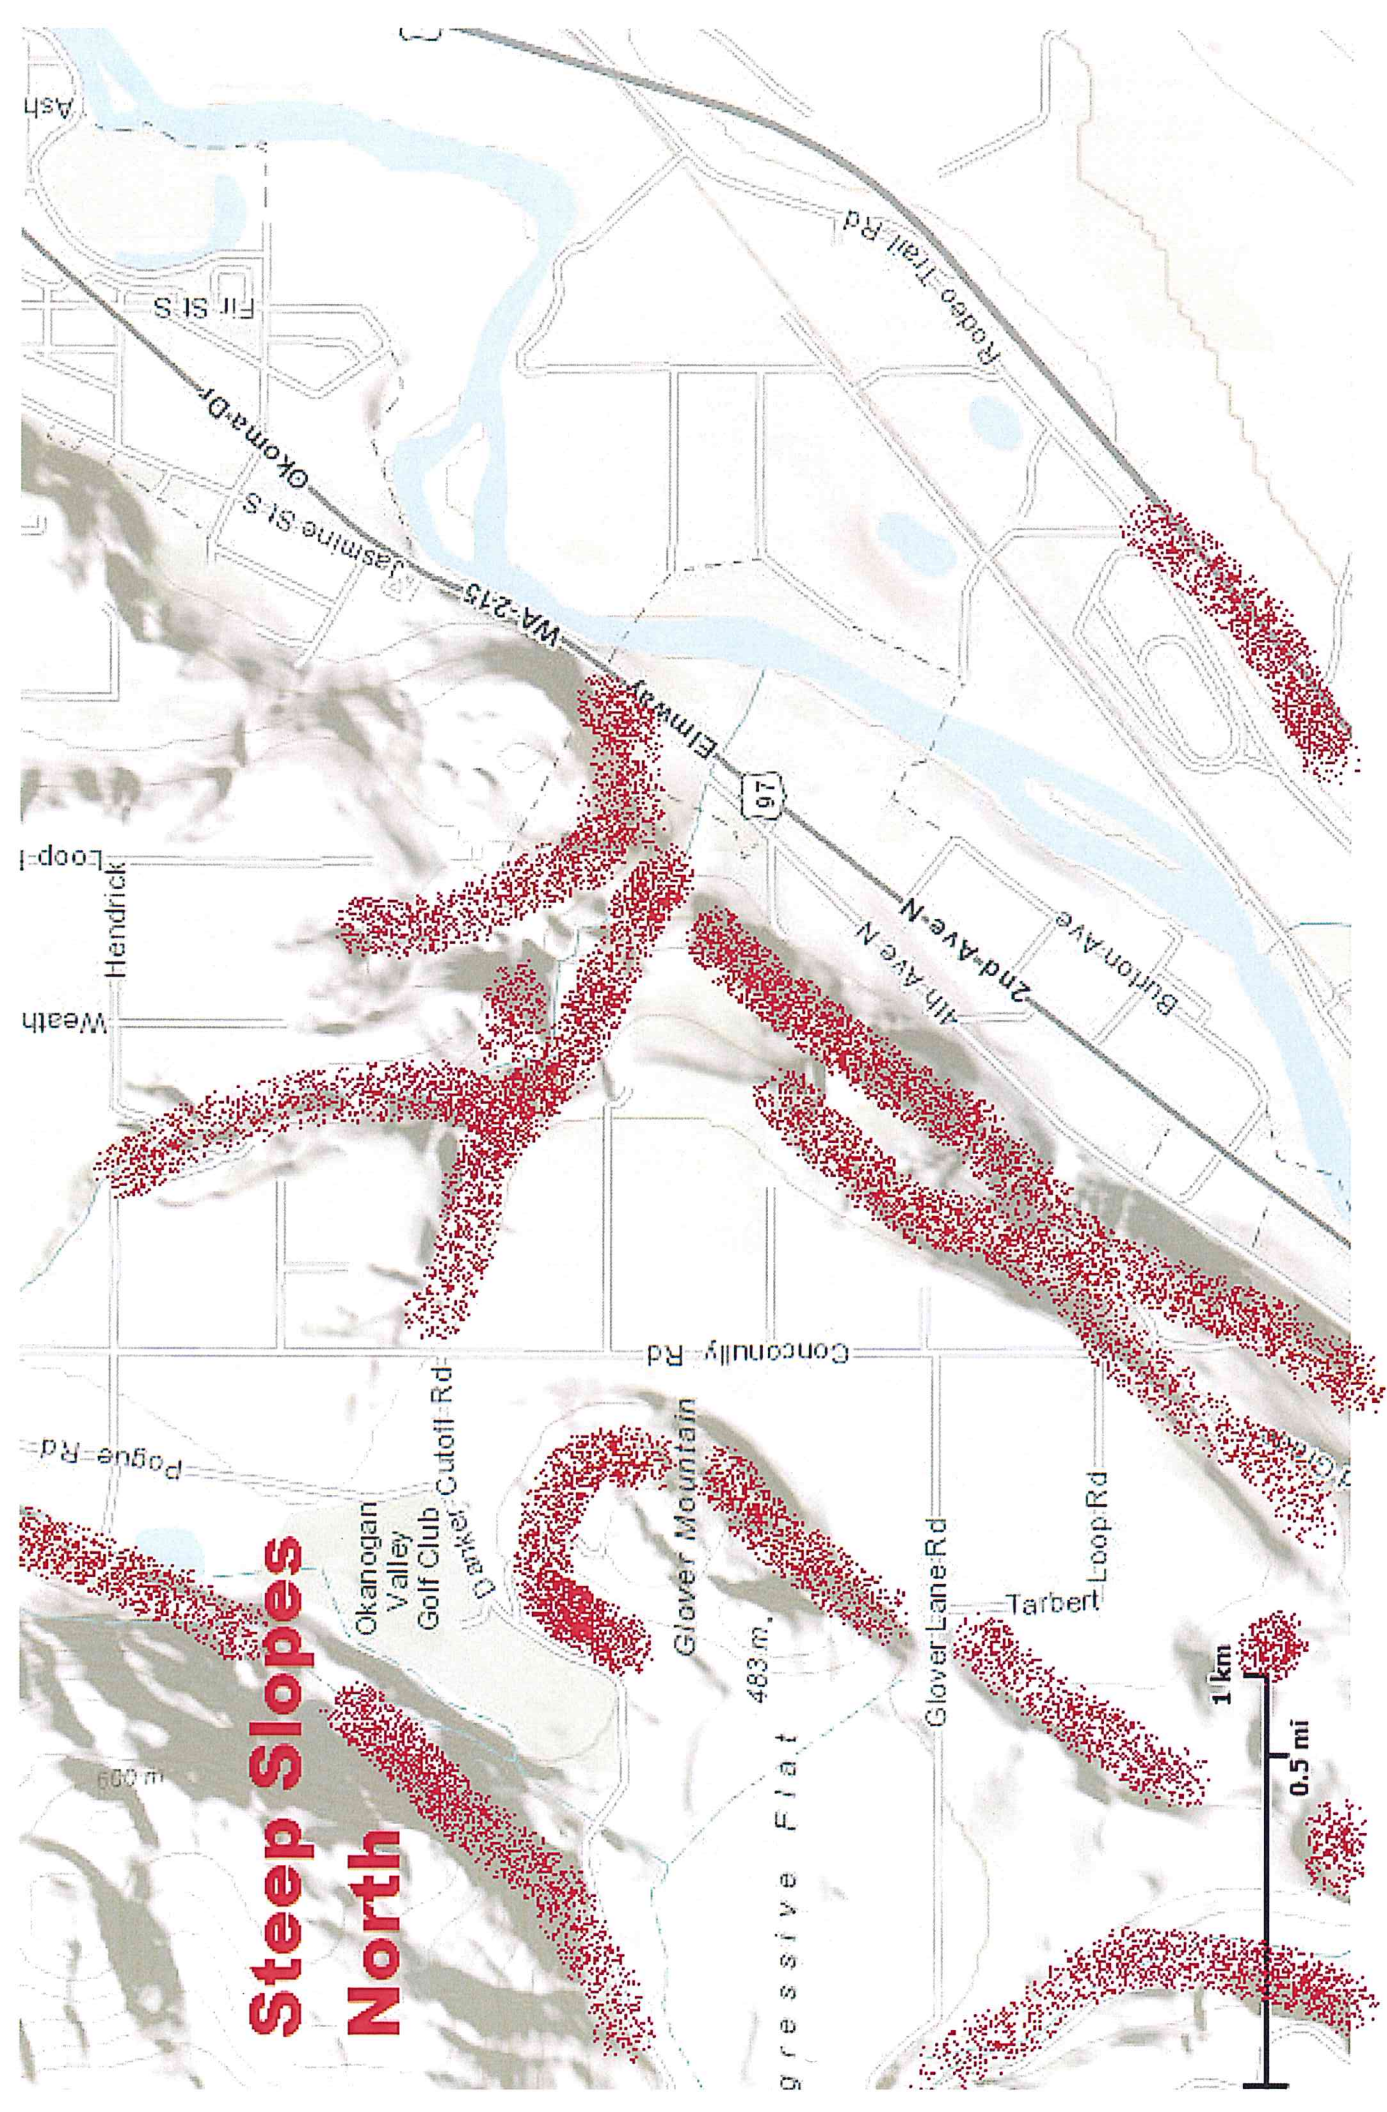 Steep Slopes
North
Ash
Fir St S
Okoma Dr
Jasmine St S
WA-215
Elmway
97
Rodeo Trail Rd
Loop
Hendrick
Weath
4th Ave N
2nd Ave N
Burton Ave
Conconully Rd
Pogue Rd
Okanogan
Valley
Golf Club
Danker Cutoff Rd
Glover Mountain
483 m
600 m
Glover Lane Rd
Tarbert
Loop Rd
gressive Flat
1 km
0.5 mi